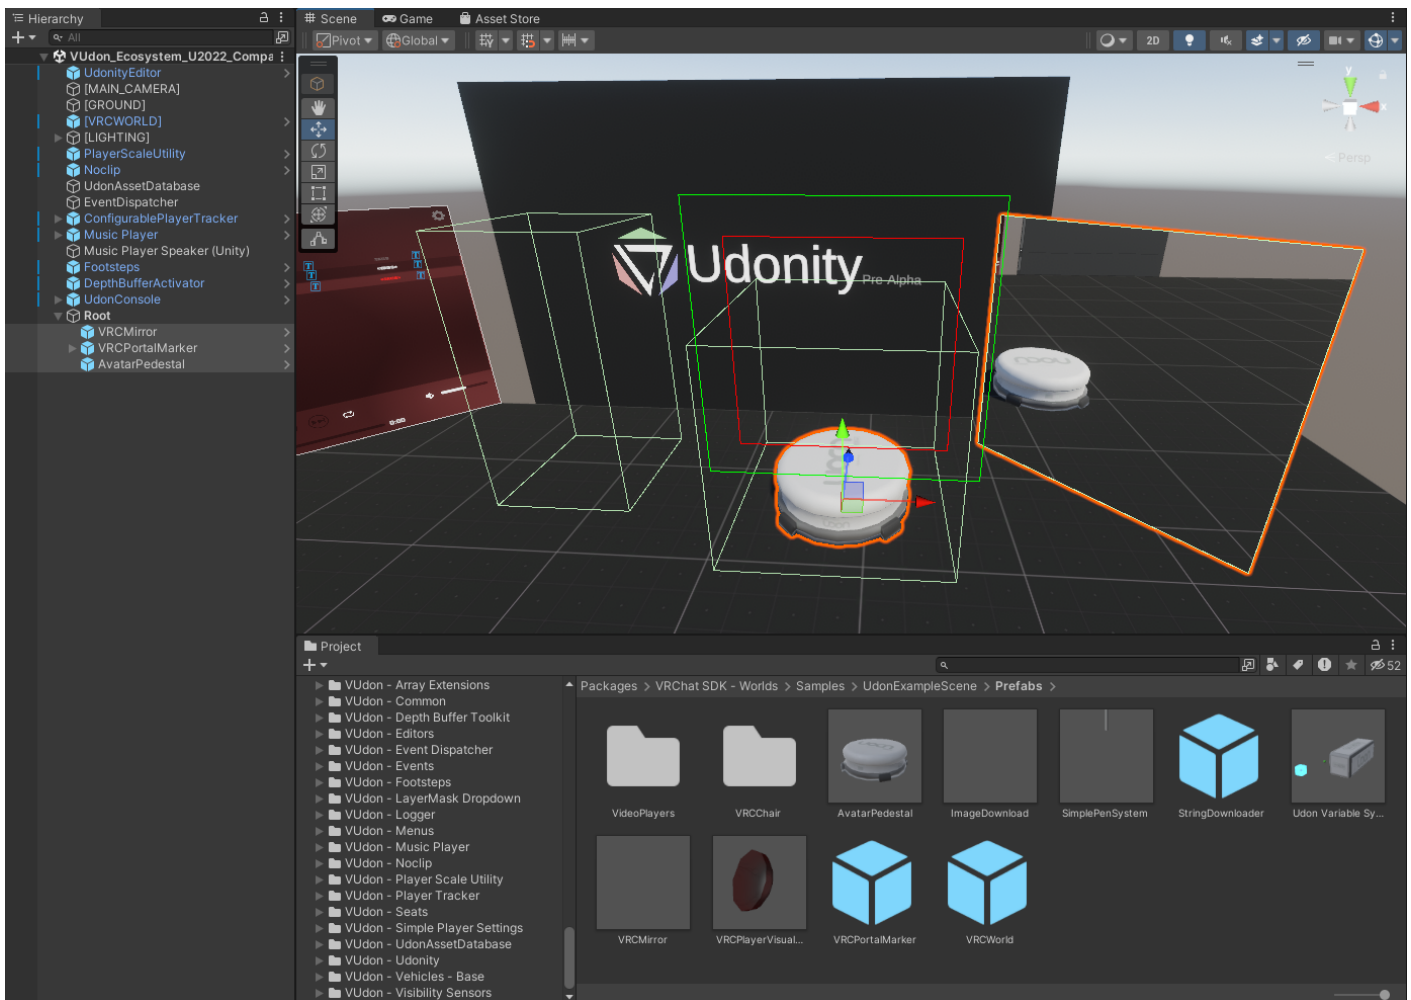 Hierarchy
All
VUdon_Ecosystem_U2022_Compa
UdonityEditor
[MAIN_CAMERA]
[GROUND]
[VRCWORLD]
[LIGHTING]
PlayerScaleUtility
Noclip
UdonAssetDatabase
EventDispatcher
ConfigurablePlayerTracker
Music Player
Music Player Speaker (Unity)
Footsteps
DepthBufferActivator
UdonConsole
Root
VRCMirror
VRCPortalMarker
AvatarPedestal
Scene Game Asset Store
Pivot Global 2D
y
x
Persp
Udonity
Pre Alpha
Project
52
VUdon - Array Extensions
VUdon - Common
VUdon - Depth Buffer Toolkit
VUdon - Editors
VUdon - Event Dispatcher
VUdon - Events
VUdon - Footsteps
VUdon - LayerMask Dropdown
VUdon - Logger
VUdon - Menus
VUdon - Music Player
VUdon - Noclip
VUdon - Player Scale Utility
VUdon - Player Tracker
VUdon - Seats
VUdon - Simple Player Settings
VUdon - UdonAssetDatabase
VUdon - Udonity
VUdon - Vehicles - Base
VUdon - Visibility Sensors
Packages > VRChat SDK - Worlds > Samples > UdonExampleScene > Prefabs >
VideoPlayers VRCChair AvatarPedestal ImageDownload SimplePenSystem StringDownloader Udon Variable Sy...
VRCMirror VRCPlayerVisual... VRCPortalMarker VRCWorld